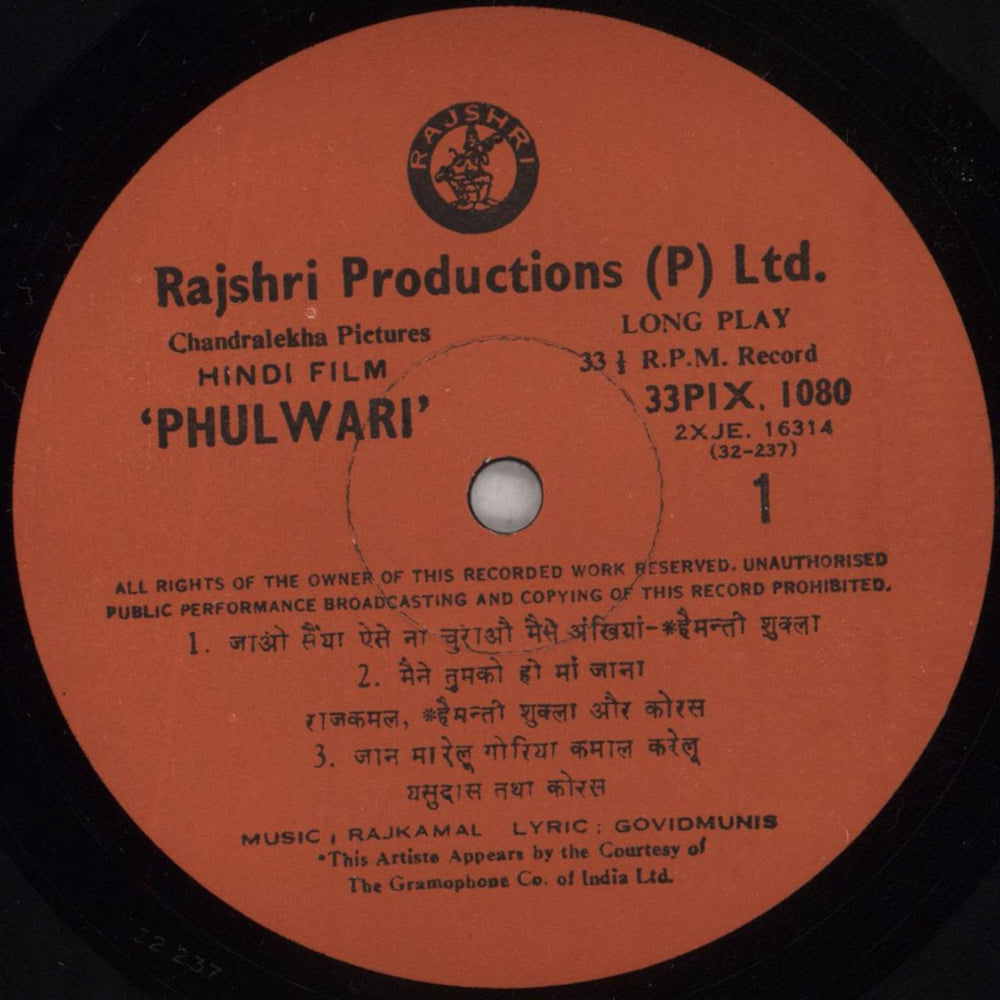 RAJSHRI
Rajshri Productions (P) Ltd.
Chandralekha Pictures
HINDI FILM
‘PHULWARI’
LONG PLAY
33 ⅓ R.P.M. Record
33PIX. 1080
2XJE. 16314
(32-237)
1
ALL RIGHTS OF THE OWNER OF THIS RECORDED WORK RESERVED. UNAUTHORISED
PUBLIC PERFORMANCE BROADCASTING AND COPYING OF THIS RECORD PROHIBITED.
1. जाओ सैंया ऐसे ना चुराऔ मैसे अंखियां-*हैमन्ती शुक्ला
2. मैने तुमको ही मां जाना
राजकमल, *हैमन्ती शुक्ला और कोरस
3. जान मारेलू गोरिया कमाल करेलू
यसुदास तथा कोरस
MUSIC : RAJKAMAL LYRIC : GOVIDMUNIS
*This Artiste Appears by the Courtesy of
The Gramophone Co. of India Ltd.
32 237